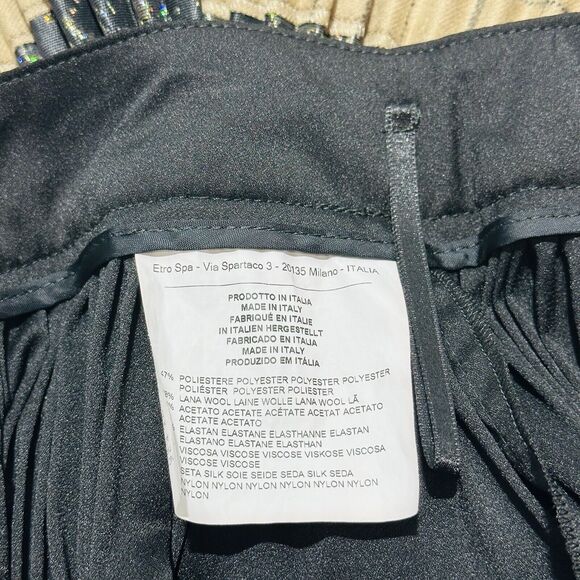 Etro Spa - Via Spartaco 3 - 20135 Milano - ITALIA
PRODOTTO IN ITALIA
MADE IN ITALY
FABRIQUÉ EN ITALIE
IN ITALIEN HERGESTELLT
FABRICADO EN ITALIA
MADE IN ITALY
PRODUZIDO EM ITÁLIA
47% POLIESTERE POLYESTER POLYESTER POLYESTER
POLIÉSTER POLYESTER POLIESTER
LANA WOOL LAINE WOLLE LANA WOOL LÃ
ACETATO ACETATE ACÉTATE ACETAT ACETATO
ACETATE ACETATO
ELASTAN ELASTANE ELASTHANNE ELASTAN
ELASTANO ELASTANE ELASTHAN
VISCOSA VISCOSE VISCOSE VISKOSE VISCOSA
VISCOSE VISCOSE
SETA SILK SOIE SEIDE SEDA SILK SEDA
NYLON NYLON NYLON NYLON NYLON NYLON
NYLON